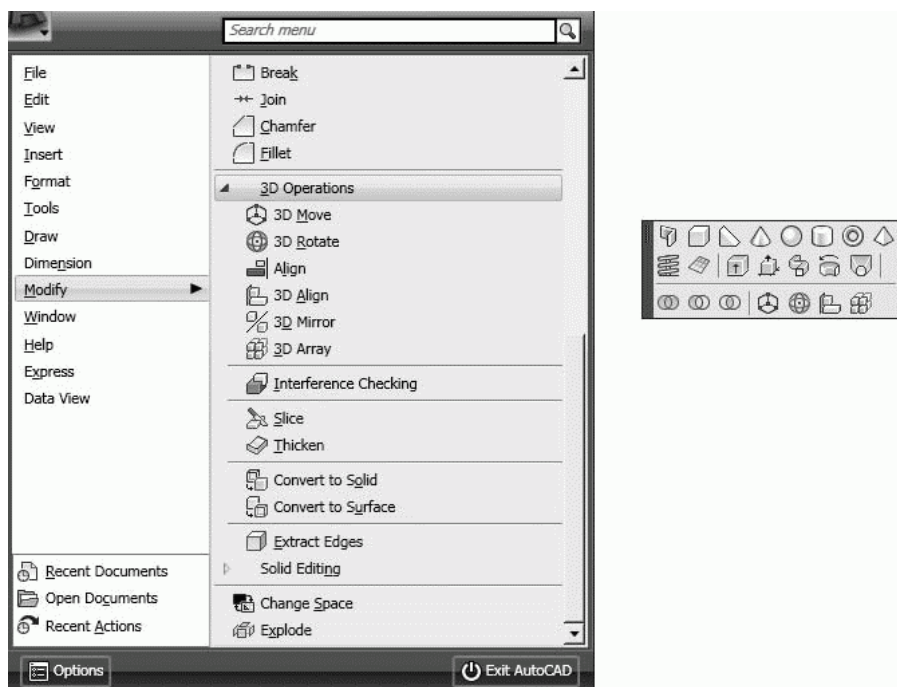 Search menu
File
Edit
View
Insert
Format
Tools
Draw
Dimension
Modify
Window
Help
Express
Data View
Recent Documents
Open Documents
Recent Actions
Break
Join
Chamfer
Fillet
3D Operations
3D Move
3D Rotate
Align
3D Align
3D Mirror
3D Array
Interference Checking
Slice
Thicken
Convert to Solid
Convert to Surface
Extract Edges
Solid Editing
Change Space
Explode
Options
Exit AutoCAD